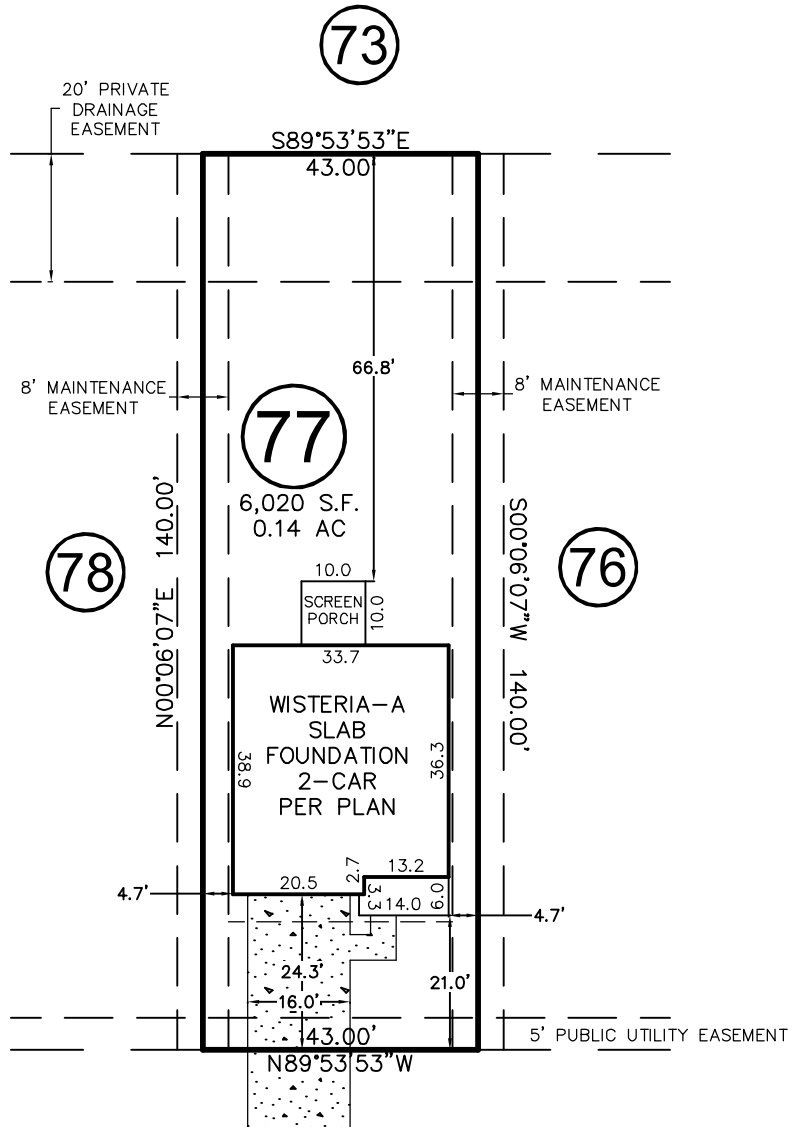 73
20' PRIVATE
DRAINAGE
EASEMENT
S89°53'53"E
43.00'
66.8'
8' MAINTENANCE
EASEMENT
8' MAINTENANCE
EASEMENT
77
6,020 S.F.
0.14 AC
N00°06'07"E 140.00'
S00°06'07"W 140.00'
78
76
10.0
SCREEN
PORCH
10.0
33.7
WISTERIA-A
SLAB
FOUNDATION
2-CAR
PER PLAN
38.9
36.3
2.7
13.2
20.5
3.3
14.0
6.0
4.7'
4.7'
24.3'
21.0'
16.0'
43.00'
5' PUBLIC UTILITY EASEMENT
N89°53'53"W